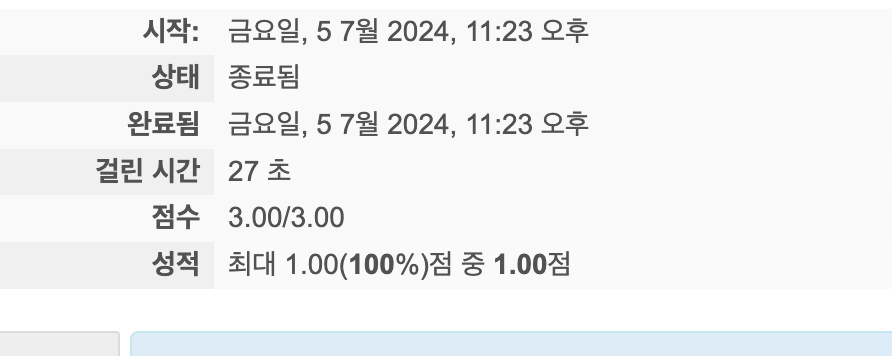 시작: 금요일, 5 7월 2024, 11:23 오후
상태 종료됨
완료됨 금요일, 5 7월 2024, 11:23 오후
걸린 시간 27 초
점수 3.00/3.00
성적 최대 1.00(100%)점 중 1.00점